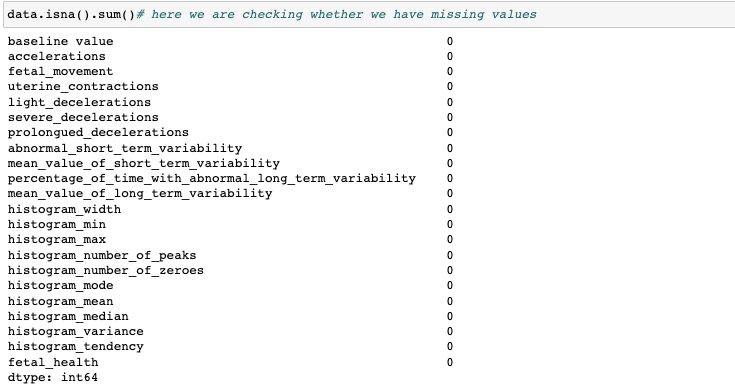 data.isna().sum()# here we are checking whether we have missing values
baseline value 0
accelerations 0
fetal_movement 0
uterine_contractions 0
light_decelerations 0
severe_decelerations 0
prolongued_decelerations 0
abnormal_short_term_variability 0
mean_value_of_short_term_variability 0
percentage_of_time_with_abnormal_long_term_variability 0
mean_value_of_long_term_variability 0
histogram_width 0
histogram_min 0
histogram_max 0
histogram_number_of_peaks 0
histogram_number_of_zeroes 0
histogram_mode 0
histogram_mean 0
histogram_median 0
histogram_variance 0
histogram_tendency 0
fetal_health 0
dtype: int64